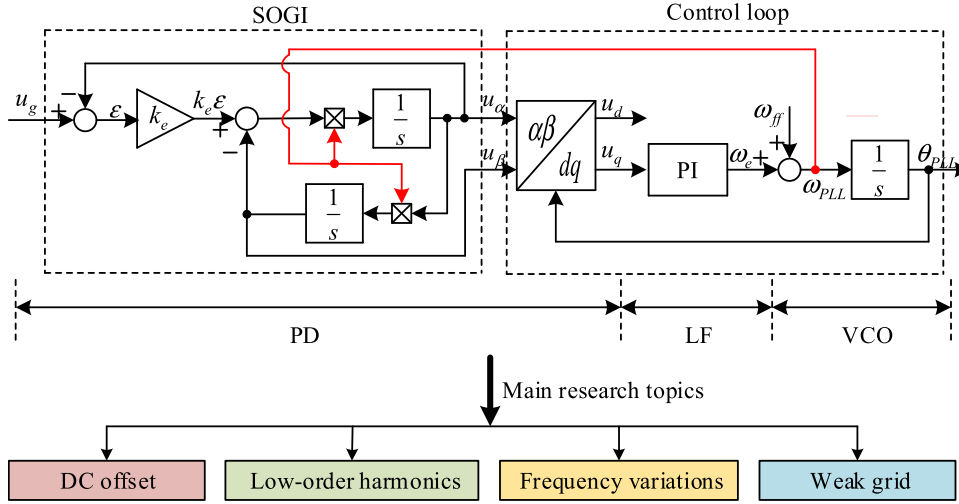 SOGI
Control loop
u_g
+
−
ε
k_e
k_eε
+
−
1
s
1
s
u_α
u_β
αβ
dq
u_d
u_q
PI
ω_e
+
ω_ff
+
ω_PLL
1
s
θ_PLL
PD
LF
VCO
Main research topics
DC offset
Low-order harmonics
Frequency variations
Weak grid